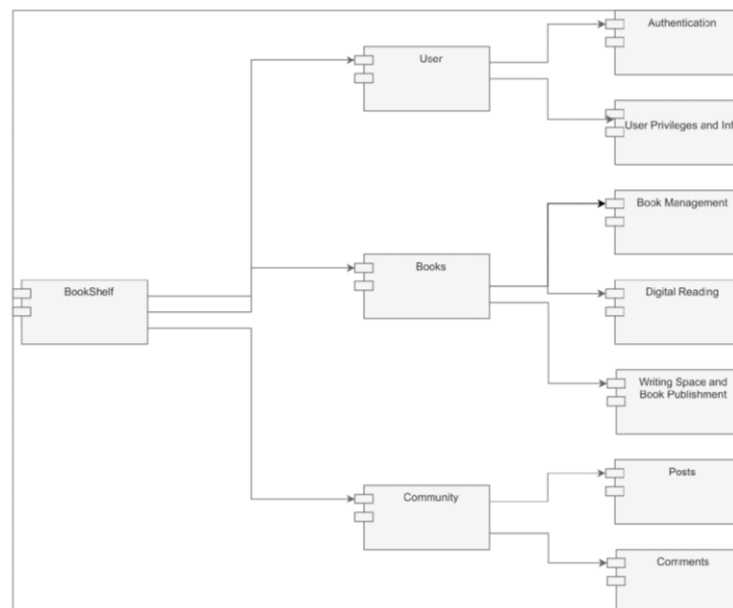 Authentication
User
User Privileges and Inf
Book Management
Books
BookShelf
Digital Reading
Writing Space and
Book Publishment
Posts
Community
Comments